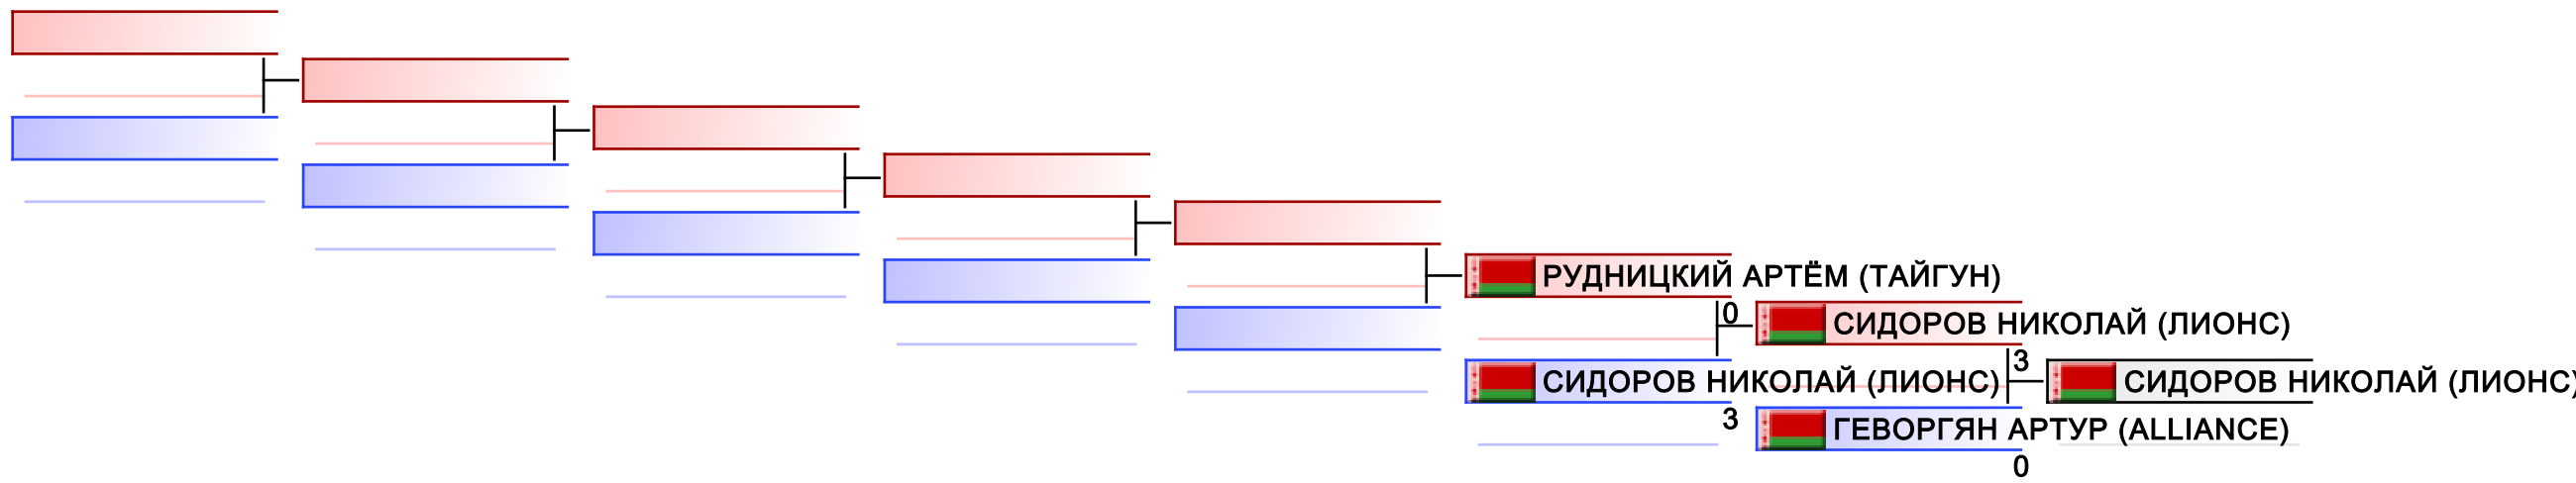 РУДНИЦКИЙ АРТЁМ (ТАЙГУН)
0
СИДОРОВ НИКОЛАЙ (ЛИОНС)
3
СИДОРОВ НИКОЛАЙ (ЛИОНС)
СИДОРОВ НИКОЛАЙ (ЛИОНС)
3
ГЕВОРГЯН АРТУР (ALLIANCE)
0